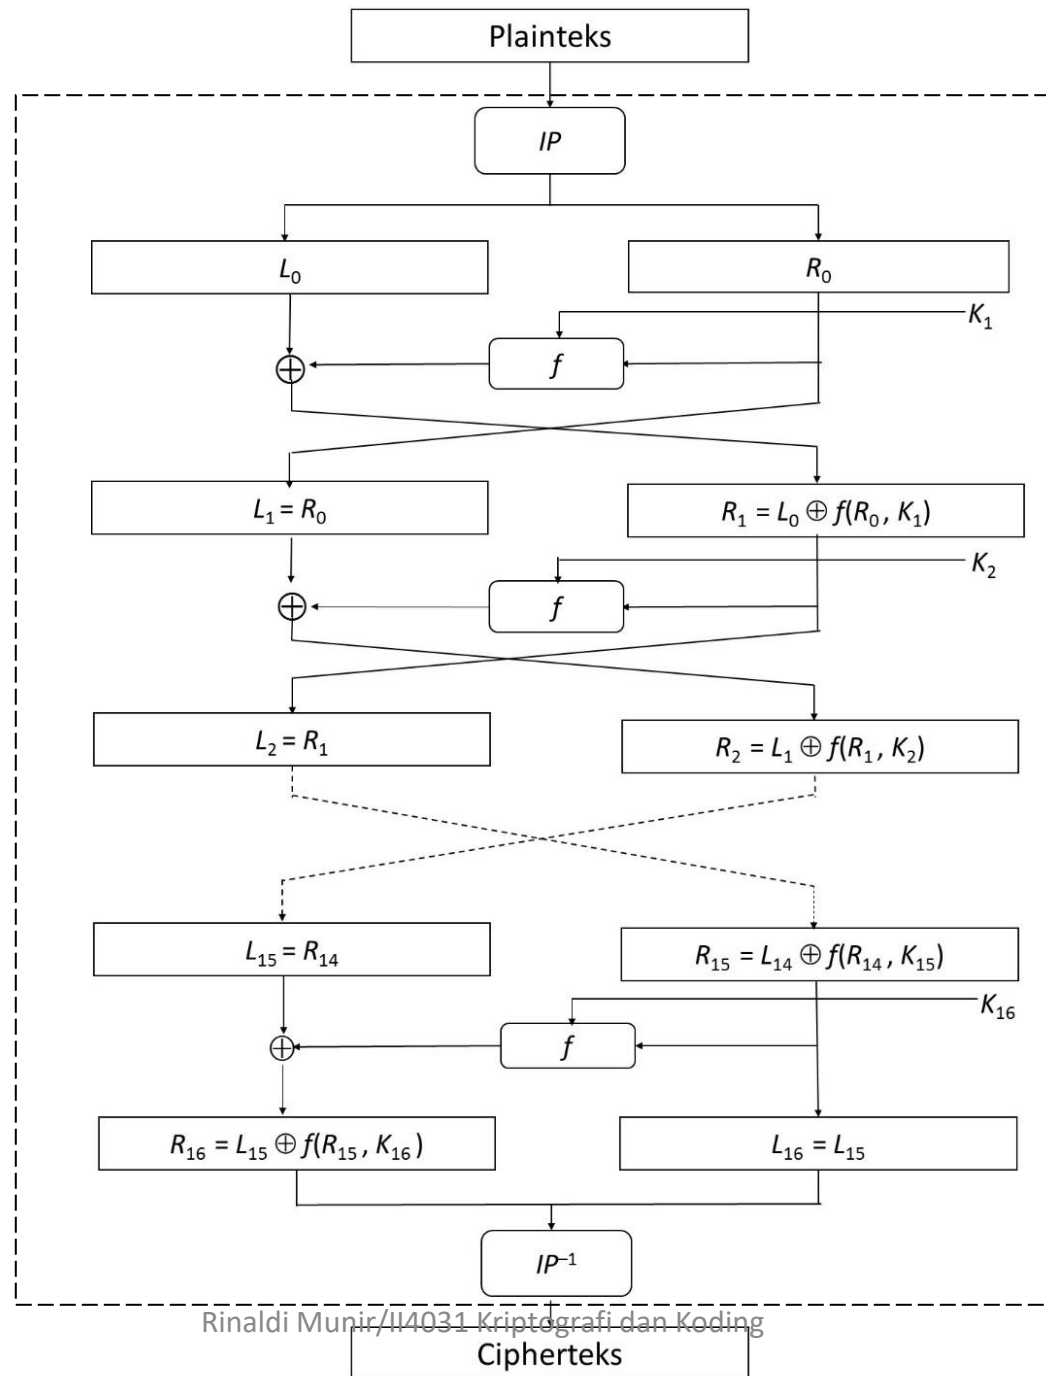 Plainteks
IP
L₀
R₀
K₁
f
L₁ = R₀
R₁ = L₀ ⊕ f(R₀ , K₁)
K₂
f
L₂ = R₁
R₂ = L₁ ⊕ f(R₁ , K₂)
L₁₅ = R₁₄
R₁₅ = L₁₄ ⊕ f(R₁₄ , K₁₅)
K₁₆
f
R₁₆ = L₁₅ ⊕ f(R₁₅ , K₁₆ )
L₁₆ = L₁₅
IP⁻¹
Rinaldi Munir/II4031 Kriptografi dan Koding
Cipherteks